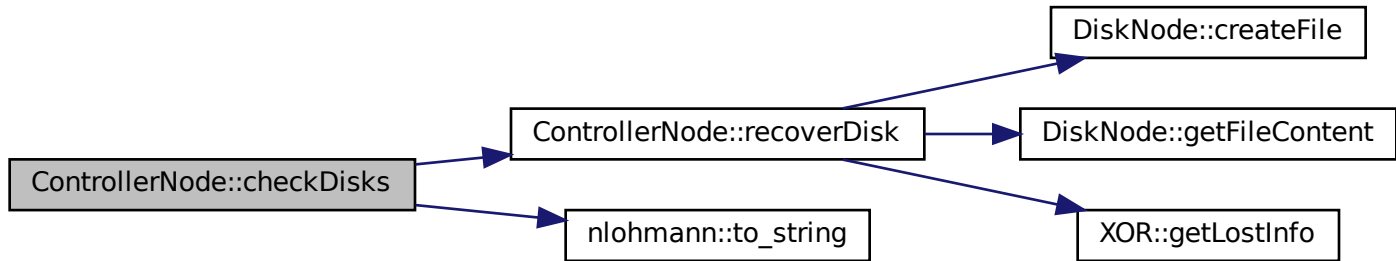 DiskNode::createFile
ControllerNode::recoverDisk
DiskNode::getFileContent
ControllerNode::checkDisks
nlohmann::to_string
XOR::getLostInfo